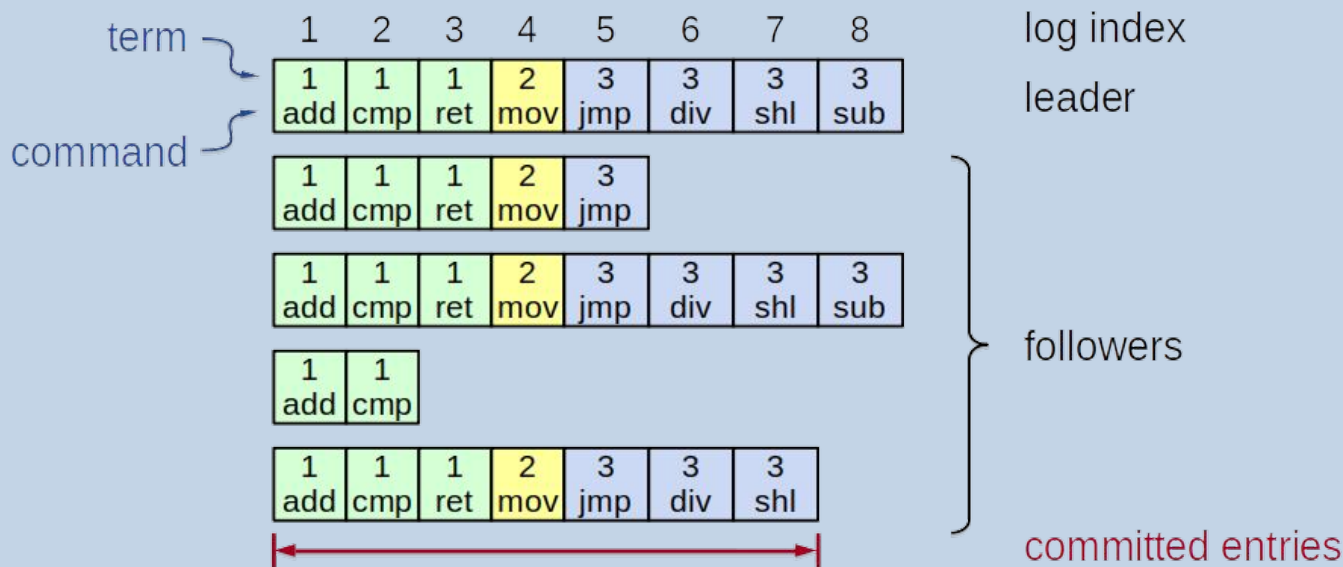 1 2 3 4 5 6 7 8 log index
term
1 1 1 2 3 3 3 3 leader
add cmp ret mov jmp div shl sub
command
1 1 1 2 3
add cmp ret mov jmp
1 1 1 2 3 3 3 3
add cmp ret mov jmp div shl sub
followers
1 1
add cmp
1 1 1 2 3 3 3
add cmp ret mov jmp div shl
committed entries